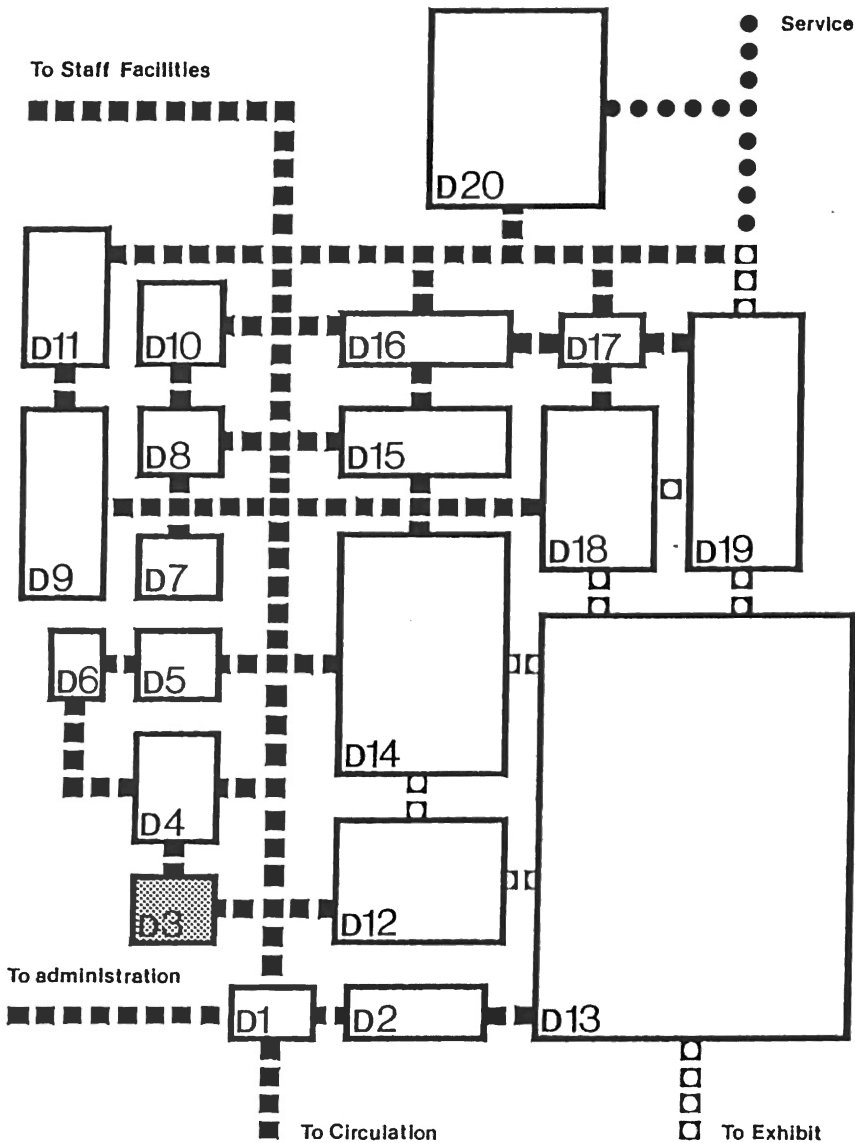 Service
To Staff Facilities
D20
D11
D10
D16
D17
D8
D15
D9
D7
D18
D19
D6
D5
D14
D4
D3
D12
To administration
D1
D2
D13
To Circulation
To Exhibit